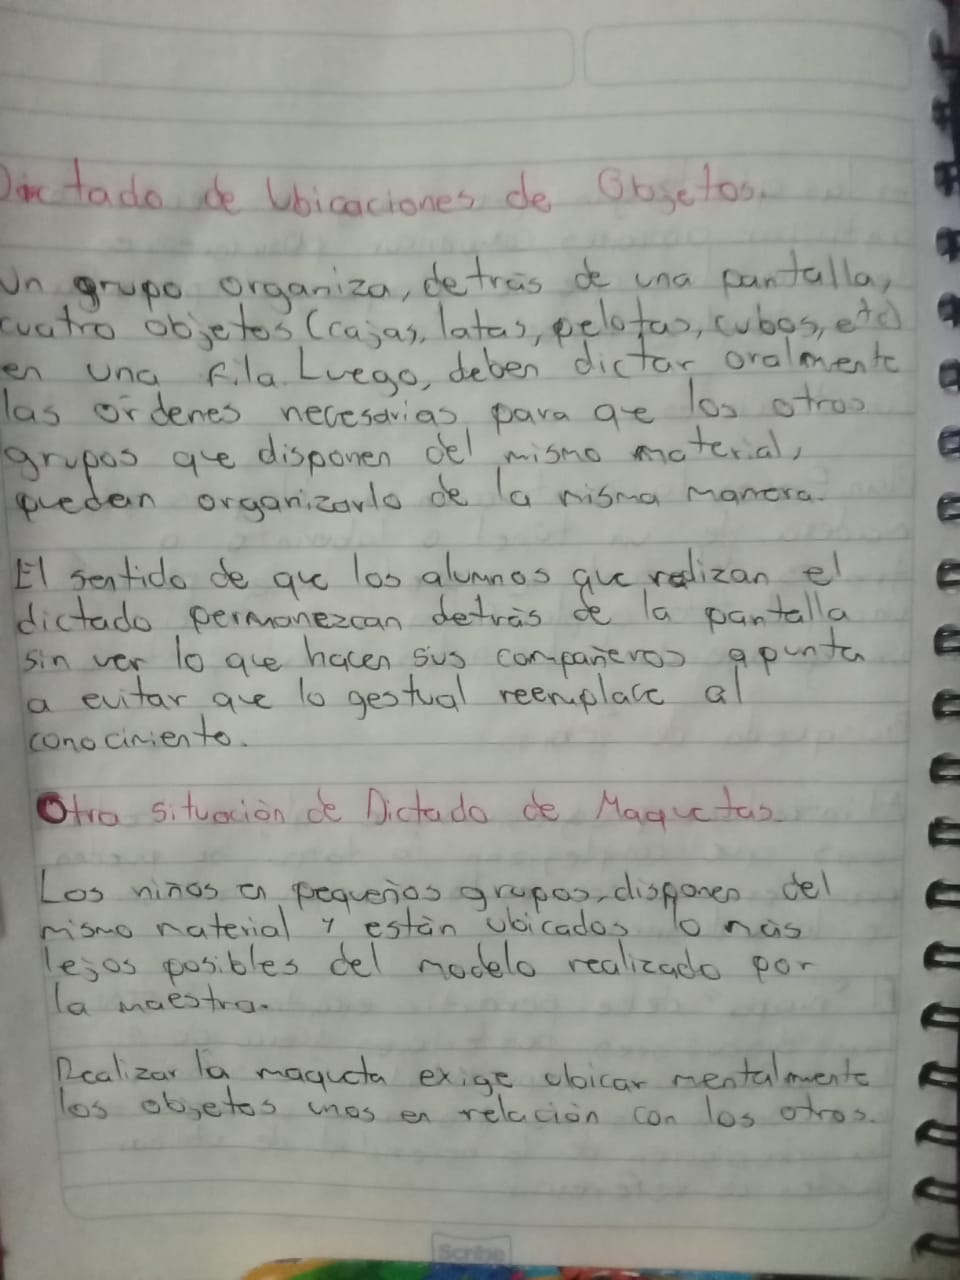 Dictado de Ubicaciones de Objetos.
Un grupo organiza, detrás de una pantalla,
cuatro objetos (cajas, latas, pelotas, cubos, etc)
en una fila. Luego, deben dictar oralmente
las ordenes necesarias, para que los otros
grupos que disponen del mismo material,
pueden organizarlo de la misma manera.
El sentido de que los alumnos que realizan el
dictado permanezcan detrás de la pantalla
sin ver lo que hacen sus compañeros apunta
a evitar que lo gestual reemplace al
conocimiento.
Otra situación de Dictado de Maquetas.
Los niños en pequeños grupos, disponen del
mismo material y están ubicados lo más
lejos posibles del modelo realizado por
la maestra.
Realizar la maqueta exige ubicar mentalmente
los objetos unos en relación con los otros.
Scribe